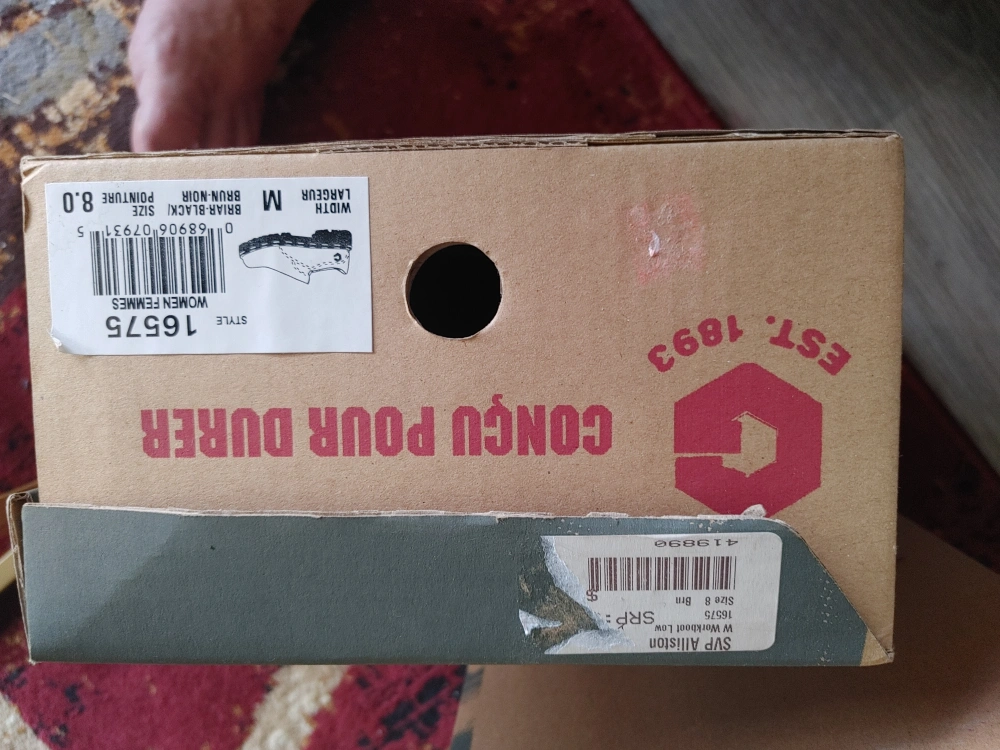 SVP Alliston
W Workboot Low
16575 SRP:
Size 8 Brn $
419890
CONÇU POUR DURER
EST. 1893
STYLE 16575
WOMEN FEMMES
0 68906 07931 5
WIDTH
LARGEUR
M
BRIAR-BLACK/
BRUN-NOIR
SIZE
POINTURE
8.0